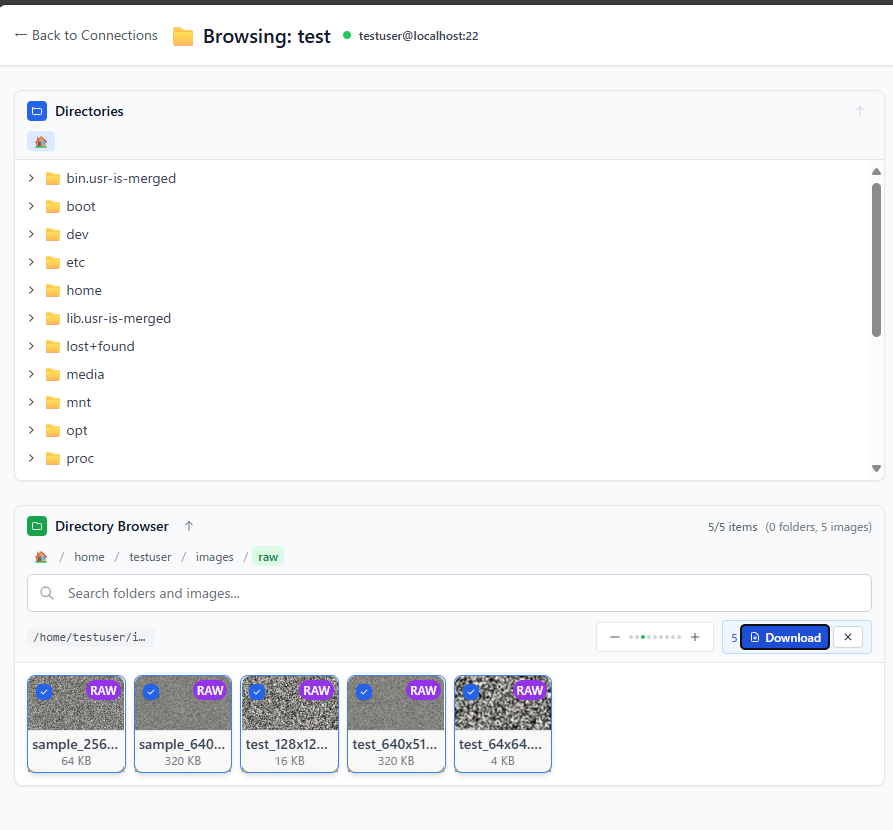 ← Back to Connections Browsing: test testuser@localhost:22
Directories
bin.usr-is-merged
boot
dev
etc
home
lib.usr-is-merged
lost+found
media
mnt
opt
proc
Directory Browser ↑ 5/5 items (0 folders, 5 images)
/ home / testuser / images / raw
Search folders and images...
/home/testuser/i… − + 5 Download ×
RAW RAW RAW RAW RAW
sample_256... sample_640... test_128x12... test_640x51... test_64x64....
64 KB 320 KB 16 KB 320 KB 4 KB